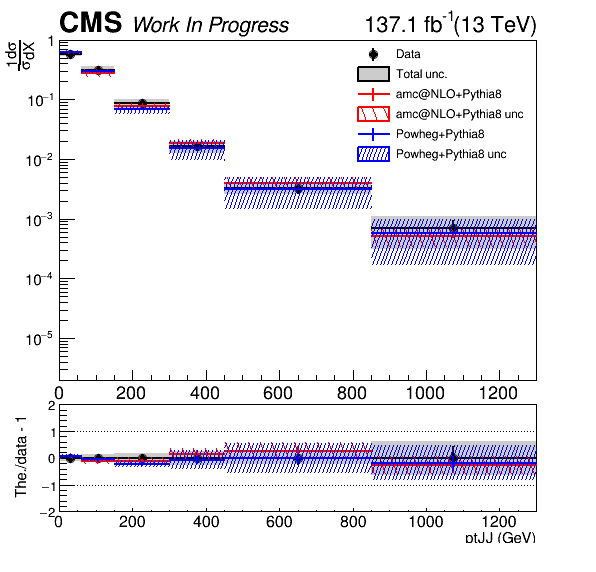 CMS Work In Progress 137.1 fb⁻¹(13 TeV)
1 dσ
σ dX
Data
Total unc.
amc@NLO+Pythia8
amc@NLO+Pythia8 unc
Powheg+Pythia8
Powheg+Pythia8 unc
1
10⁻¹
10⁻²
10⁻³
10⁻⁴
10⁻⁵
0 200 400 600 800 1000 1200
The./data - 1
2
1
0
−1
−2
0 200 400 600 800 1000 1200
ptJJ (GeV)